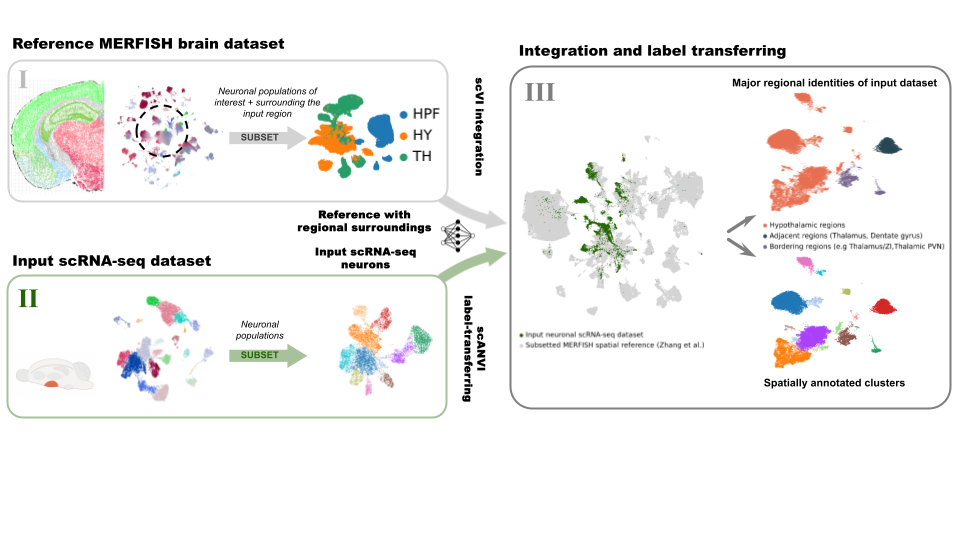 Reference MERFISH brain dataset
I
Neuronal populations of
interest + surrounding the
input region
SUBSET
HPF
HY
TH
scVI integration
Reference with
regional surroundings
Input scRNA-seq
neurons
Input scRNA-seq dataset
II
Neuronal
populations
SUBSET
scANVI
label-transferring
Integration and label transferring
III
Major regional identities of input dataset
Hypothalamic regions
Adjacent regions (Thalamus, Dentate gyrus)
Bordering regions (e.g Thalamus/ZI,Thalamic PVN)
Input neuronal scRNA-seq dataset
Subsetted MERFISH spatial reference (Zhang et al.)
Spatially annotated clusters